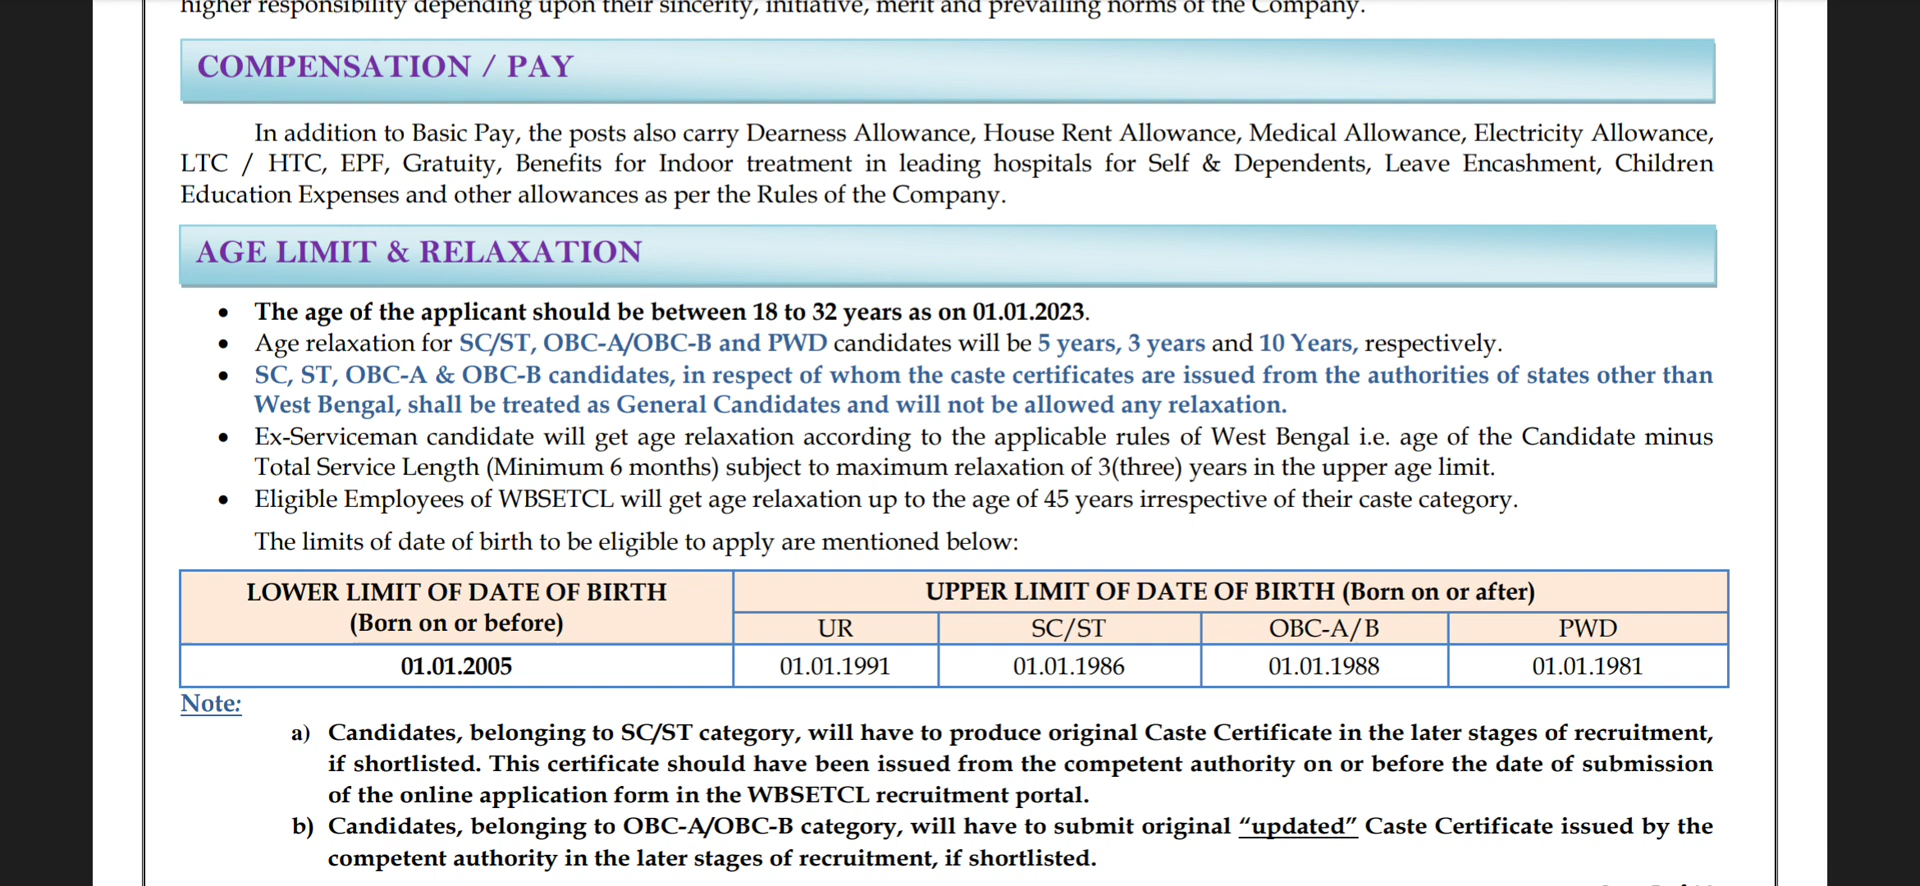 higher responsibility depending upon their sincerity, initiative, merit and prevailing norms of the Company.
COMPENSATION / PAY
In addition to Basic Pay, the posts also carry Dearness Allowance, House Rent Allowance, Medical Allowance, Electricity Allowance,
LTC / HTC, EPF, Gratuity, Benefits for Indoor treatment in leading hospitals for Self & Dependents, Leave Encashment, Children
Education Expenses and other allowances as per the Rules of the Company.
AGE LIMIT & RELAXATION
• The age of the applicant should be between 18 to 32 years as on 01.01.2023.
• Age relaxation for SC/ST, OBC-A/OBC-B and PWD candidates will be 5 years, 3 years and 10 Years, respectively.
• SC, ST, OBC-A & OBC-B candidates, in respect of whom the caste certificates are issued from the authorities of states other than
West Bengal, shall be treated as General Candidates and will not be allowed any relaxation.
• Ex-Serviceman candidate will get age relaxation according to the applicable rules of West Bengal i.e. age of the Candidate minus
Total Service Length (Minimum 6 months) subject to maximum relaxation of 3(three) years in the upper age limit.
• Eligible Employees of WBSETCL will get age relaxation up to the age of 45 years irrespective of their caste category.
The limits of date of birth to be eligible to apply are mentioned below:
LOWER LIMIT OF DATE OF BIRTH
(Born on or before)
UPPER LIMIT OF DATE OF BIRTH (Born on or after)
UR SC/ST OBC-A/B PWD
01.01.2005 01.01.1991 01.01.1986 01.01.1988 01.01.1981
Note:
a) Candidates, belonging to SC/ST category, will have to produce original Caste Certificate in the later stages of recruitment,
if shortlisted. This certificate should have been issued from the competent authority on or before the date of submission
of the online application form in the WBSETCL recruitment portal.
b) Candidates, belonging to OBC-A/OBC-B category, will have to submit original “updated” Caste Certificate issued by the
competent authority in the later stages of recruitment, if shortlisted.